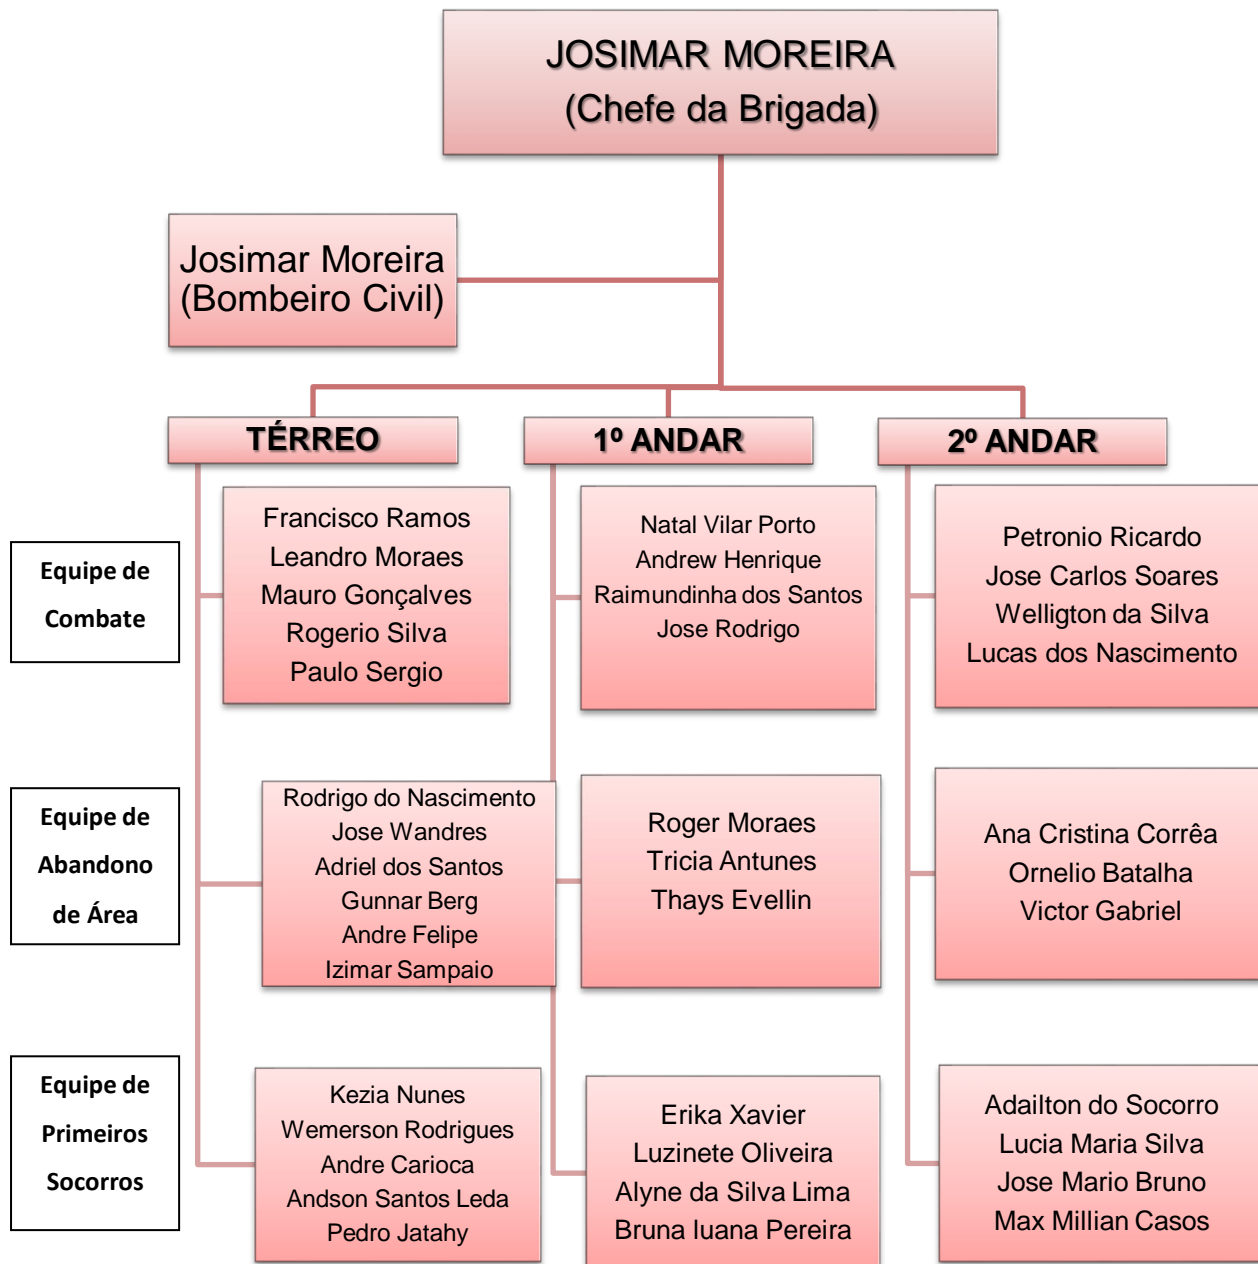 JOSIMAR MOREIRA
(Chefe da Brigada)
Josimar Moreira
(Bombeiro Civil)
TÉRREO
1º ANDAR
2º ANDAR
Equipe de
Combate
Francisco Ramos
Leandro Moraes
Mauro Gonçalves
Rogerio Silva
Paulo Sergio
Natal Vilar Porto
Andrew Henrique
Raimundinha dos Santos
Jose Rodrigo
Petronio Ricardo
Jose Carlos Soares
Welligton da Silva
Lucas dos Nascimento
Equipe de
Abandono
de Área
Rodrigo do Nascimento
Jose Wandres
Adriel dos Santos
Gunnar Berg
Andre Felipe
Izimar Sampaio
Roger Moraes
Tricia Antunes
Thays Evellin
Ana Cristina Corrêa
Ornelio Batalha
Victor Gabriel
Equipe de
Primeiros
Socorros
Kezia Nunes
Wemerson Rodrigues
Andre Carioca
Andson Santos Leda
Pedro Jatahy
Erika Xavier
Luzinete Oliveira
Alyne da Silva Lima
Bruna luana Pereira
Adailton do Socorro
Lucia Maria Silva
Jose Mario Bruno
Max Millian Casos